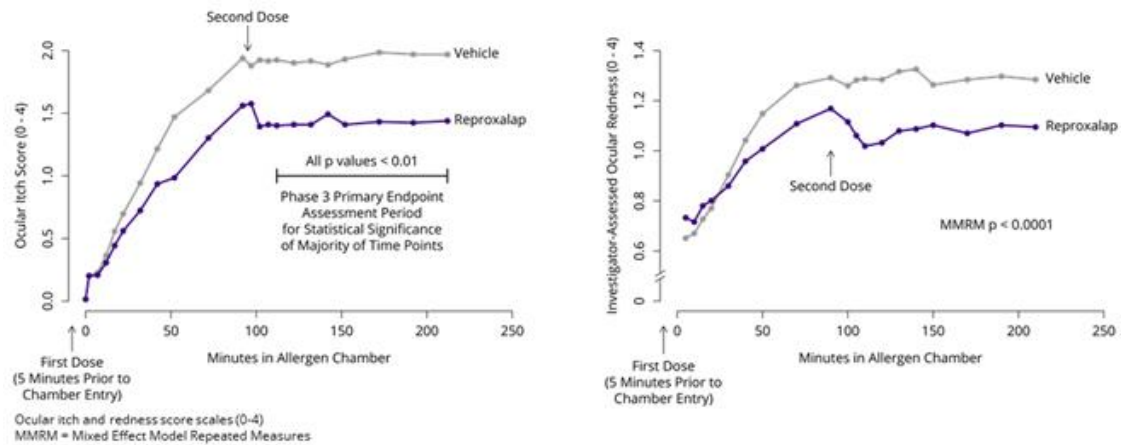 Second Dose
2.0
1.5
1.0
0.5
0.0
Ocular Itch Score (0 - 4)
Vehicle
Reproxalap
All p values < 0.01
Phase 3 Primary Endpoint
Assessment Period
for Statistical Significance
of Majority of Time Points
0 50 100 150 200 250
Minutes in Allergen Chamber
First Dose
(5 Minutes Prior to
Chamber Entry)
1.4
1.2
1.0
0.8
0.6
0
Investigator-Assessed Ocular Redness (0 - 4)
Vehicle
Reproxalap
Second Dose
MMRM p < 0.0001
0 50 100 150 200 250
Minutes in Allergen Chamber
First Dose
(5 Minutes Prior to
Chamber Entry)
Ocular itch and redness score scales (0-4)
MMRM = Mixed Effect Model Repeated Measures